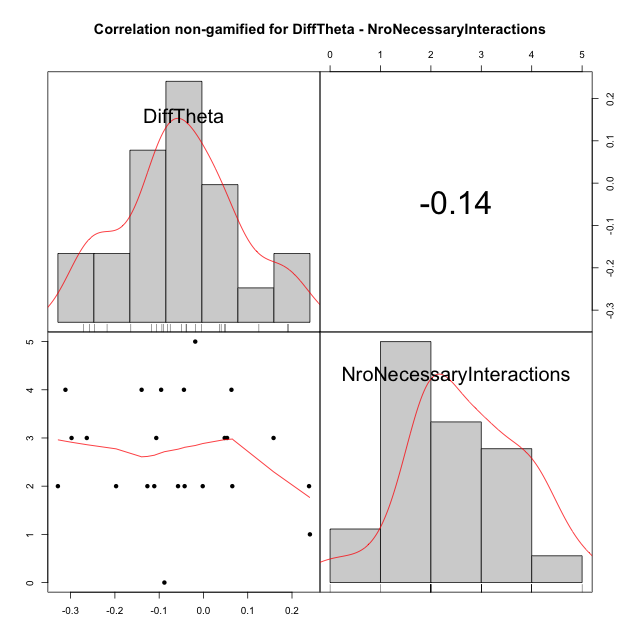 Correlation non-gamified for DiffTheta - NroNecessaryInteractions
0 1 2 3 4 5
DiffTheta
-0.14
0.2
0.1
0.0
-0.1
-0.2
-0.3
5
4
3
2
1
0
NroNecessaryInteractions
-0.3 -0.2 -0.1 0.0 0.1 0.2